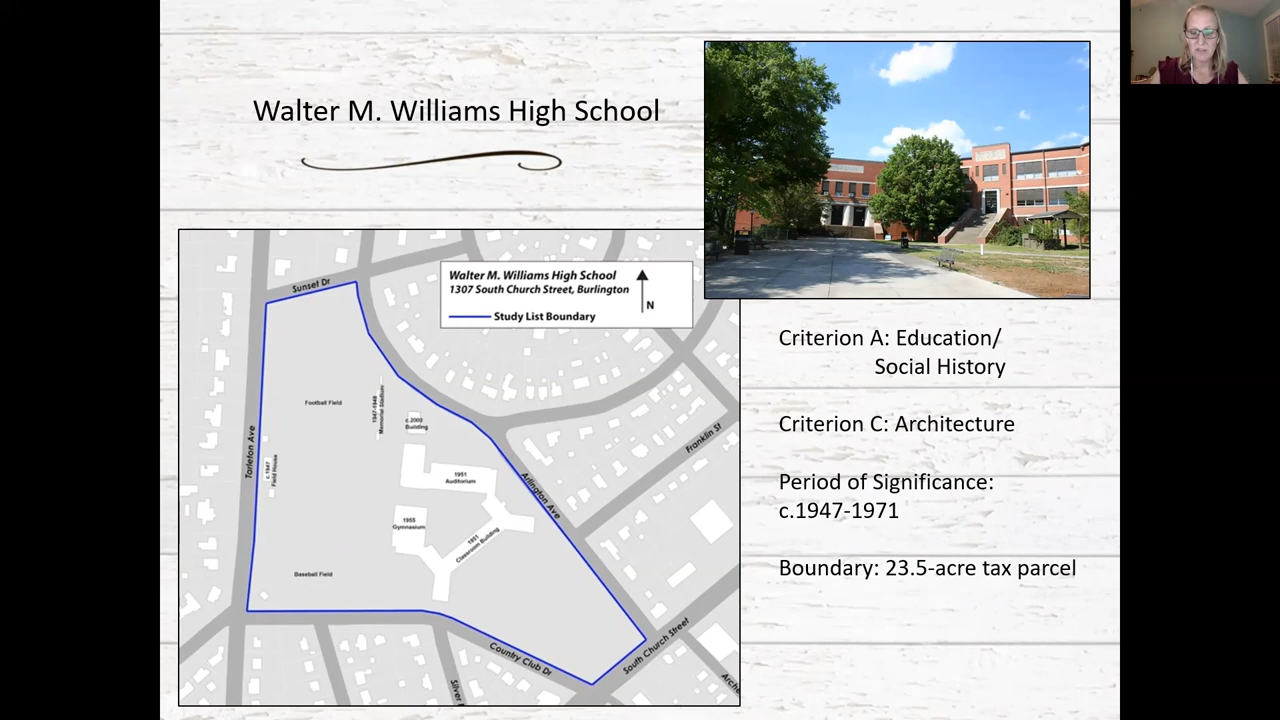 Walter M. Williams High School
Walter M. Williams High School
1307 South Church Street, Burlington
N
Study List Boundary
Sunset Dr
Football Field
1947-1948
Memorial Stadium
c.2000
Building
Tarleton Ave
c.1947
Field House
1951
Auditorium
Arlington Ave
Franklin St
1955
Gymnasium
1951
Classroom Building
Baseball Field
Country Club Dr
South Church Street
Criterion A: Education/
Social History
Criterion C: Architecture
Period of Significance:
c.1947-1971
Boundary: 23.5-acre tax parcel